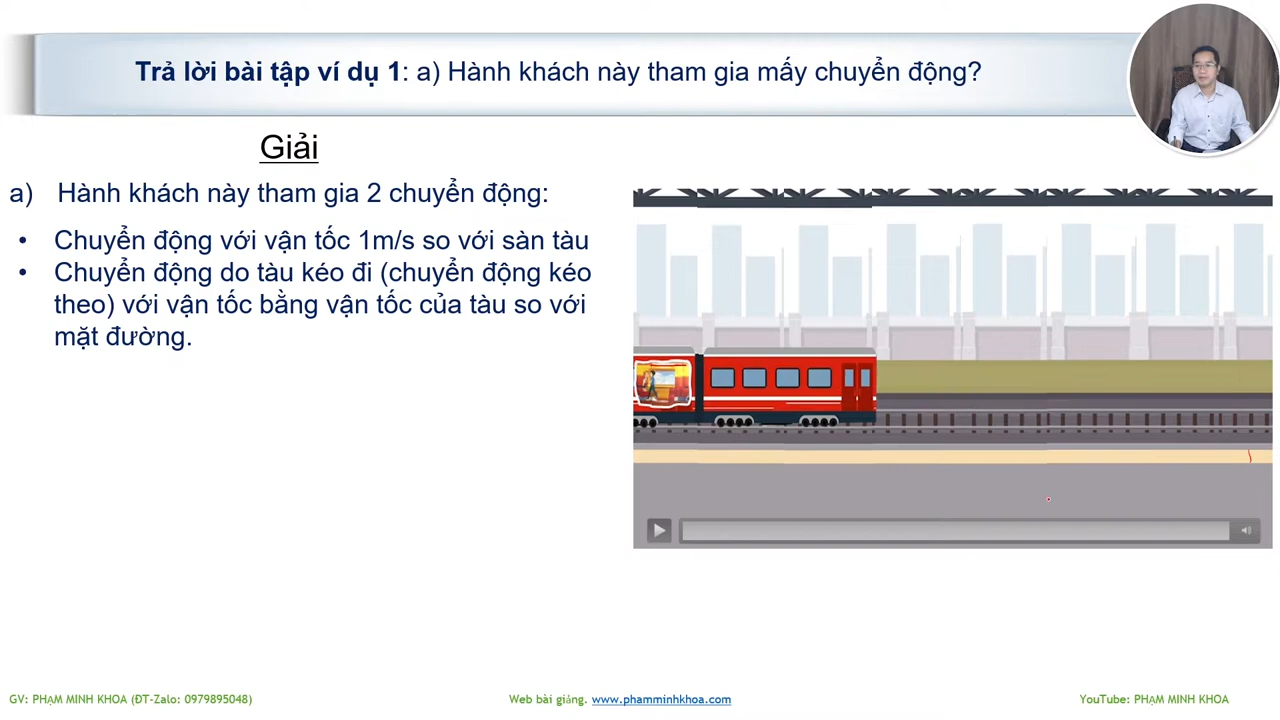 Trả lời bài tập ví dụ 1: a) Hành khách này tham gia mấy chuyển động?
Giải
a) Hành khách này tham gia 2 chuyển động:
• Chuyển động với vận tốc 1m/s so với sàn tàu
• Chuyển động do tàu kéo đi (chuyển động kéo
theo) với vận tốc bằng vận tốc của tàu so với
mặt đường.
GV: PHẠM MINH KHOA (ĐT-Zalo: 0979895048)
Web bài giảng. www.phamminhkhoa.com
YouTube: PHẠM MINH KHOA